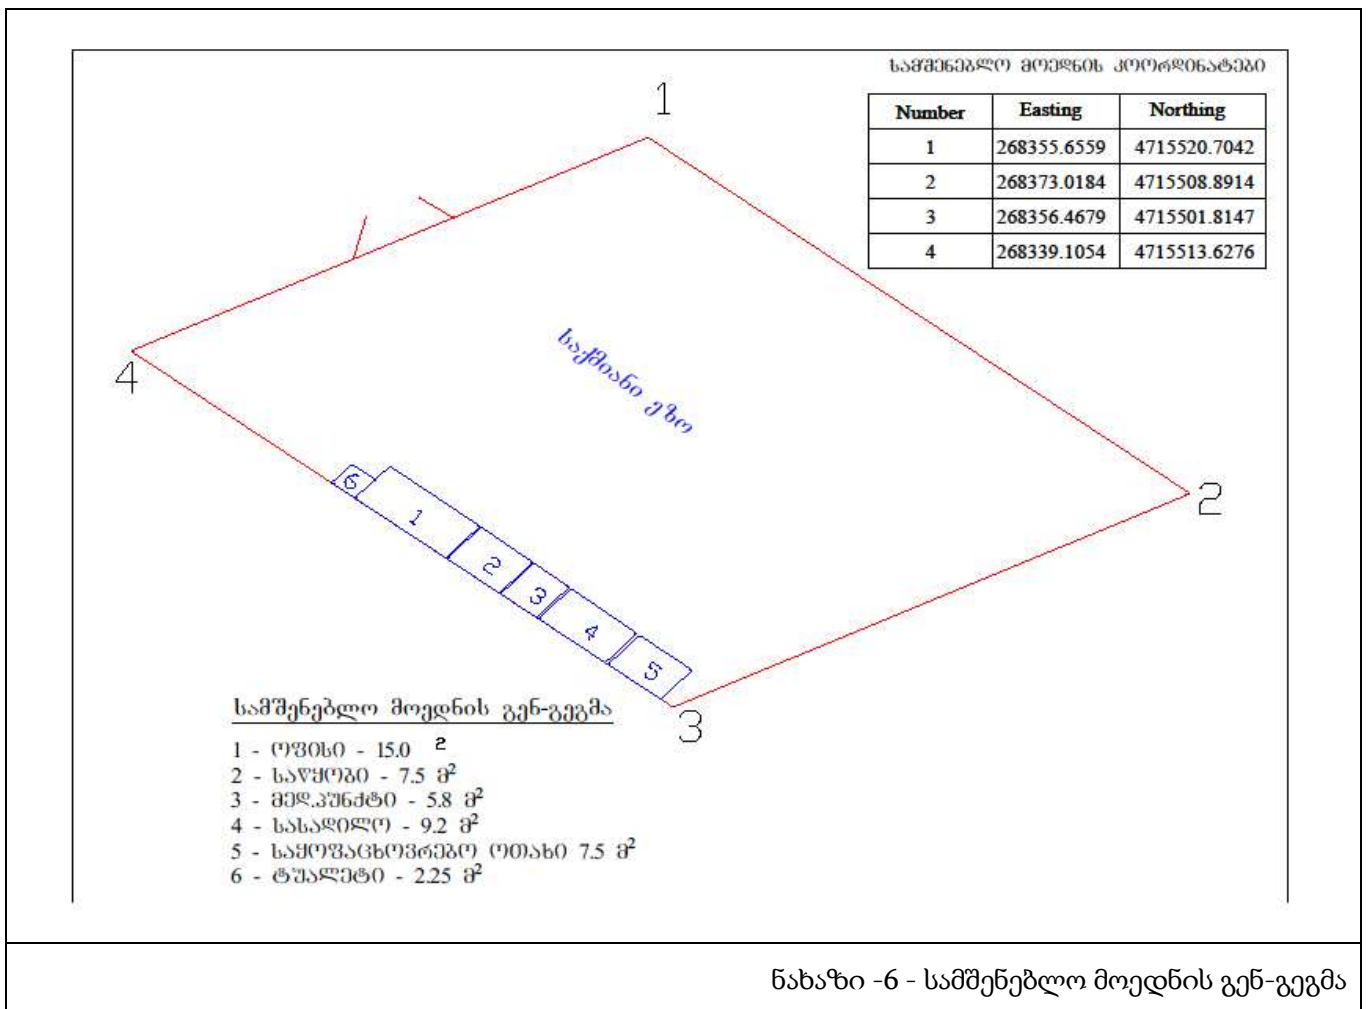 სამშენებლო მოედნის კოორდინატები
Number Easting Northing
1 268355.6559 4715520.7042
2 268373.0184 4715508.8914
3 268356.4679 4715501.8147
4 268339.1054 4715513.6276
1
4
2
3
საქმიანი ეზო
6
1
2
3
4
5
სამშენებლო მოედნის გენ-გეგმა
1 - ოფისი - 15.0 2
2 - საწყობი - 7.5 მ²
3 - მედ.პუნქტი - 5.8 მ²
4 - სასადილო - 9.2 მ²
5 - საყოფაცხოვრებო ოთახი 7.5 მ²
6 - ტუალეტი - 2.25 მ²
ნახაზი -6 - სამშენებლო მოედნის გენ-გეგმა